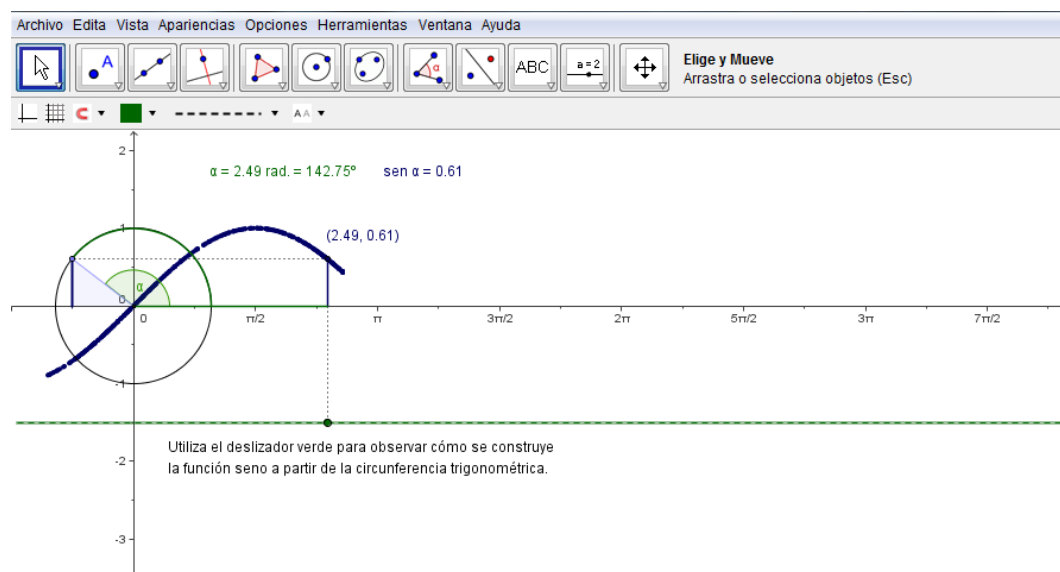 Archivo Edita Vista Apariencias Opciones Herramientas Ventana Ayuda
A
α
ABC
a = 2
Elige y Mueve
Arrastra o selecciona objetos (Esc)
A A
2
α = 2.49 rad. = 142.75º sen α = 0.61
1
(2.49, 0.61)
α
0
0 π/2 π 3π/2 2π 5π/2 3π 7π/2
-1
Utiliza el deslizador verde para observar cómo se construye
-2
la función seno a partir de la circunferencia trigonométrica.
-3